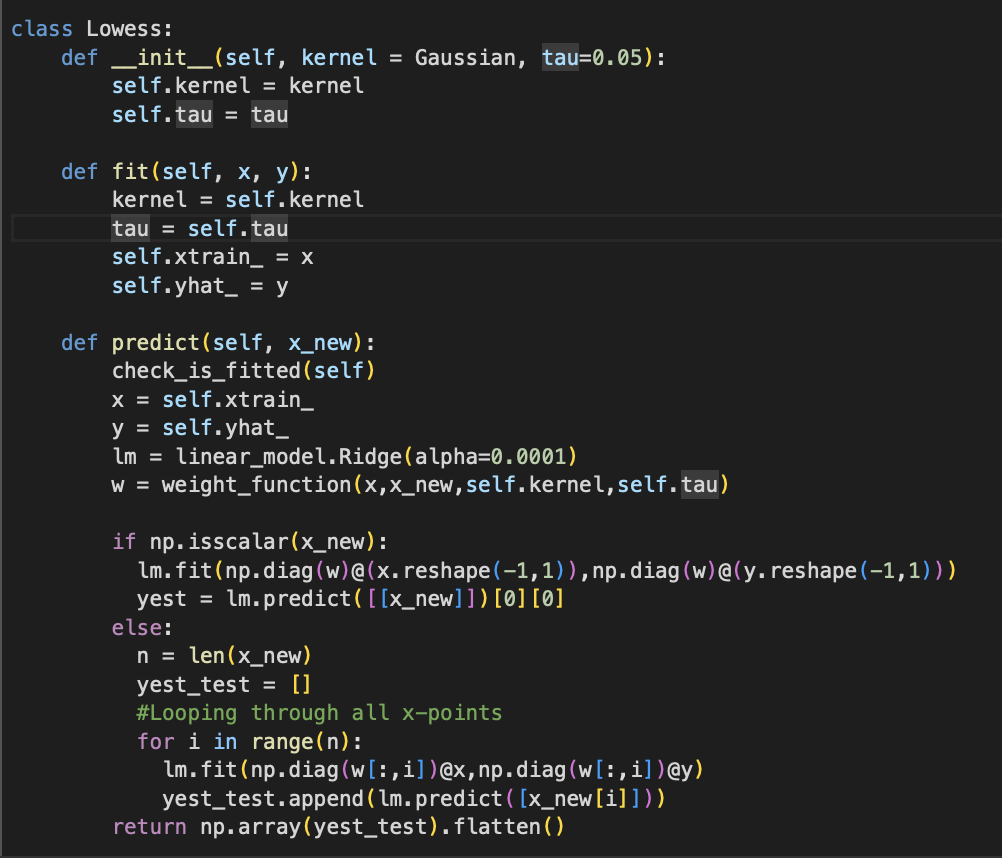 class Lowess:
    def __init__(self, kernel = Gaussian, tau=0.05):
        self.kernel = kernel
        self.tau = tau

    def fit(self, x, y):
        kernel = self.kernel
        tau = self.tau
        self.xtrain_ = x
        self.yhat_ = y

    def predict(self, x_new):
        check_is_fitted(self)
        x = self.xtrain_
        y = self.yhat_
        lm = linear_model.Ridge(alpha=0.0001)
        w = weight_function(x,x_new,self.kernel,self.tau)

        if np.isscalar(x_new):
          lm.fit(np.diag(w)@(x.reshape(-1,1)),np.diag(w)@(y.reshape(-1,1)))
          yest = lm.predict([[x_new]])[0][0]
        else:
          n = len(x_new)
          yest_test = []
          #Looping through all x-points
          for i in range(n):
            lm.fit(np.diag(w[:,i])@x,np.diag(w[:,i])@y)
            yest_test.append(lm.predict([x_new[i]]))
        return np.array(yest_test).flatten()